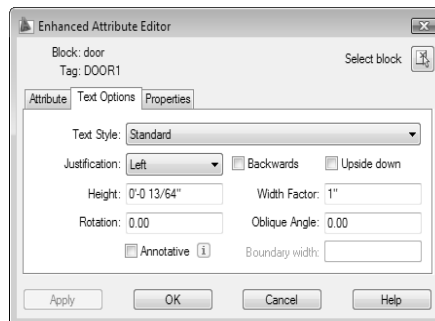 Enhanced Attribute Editor
Block: door
Tag: DOOR1
Select block
Attribute Text Options Properties
Text Style: Standard
Justification: Left Backwards Upside down
Height: 0'-0 13/64" Width Factor: 1"
Rotation: 0.00 Oblique Angle: 0.00
Annotative i Boundary width:
Apply OK Cancel Help